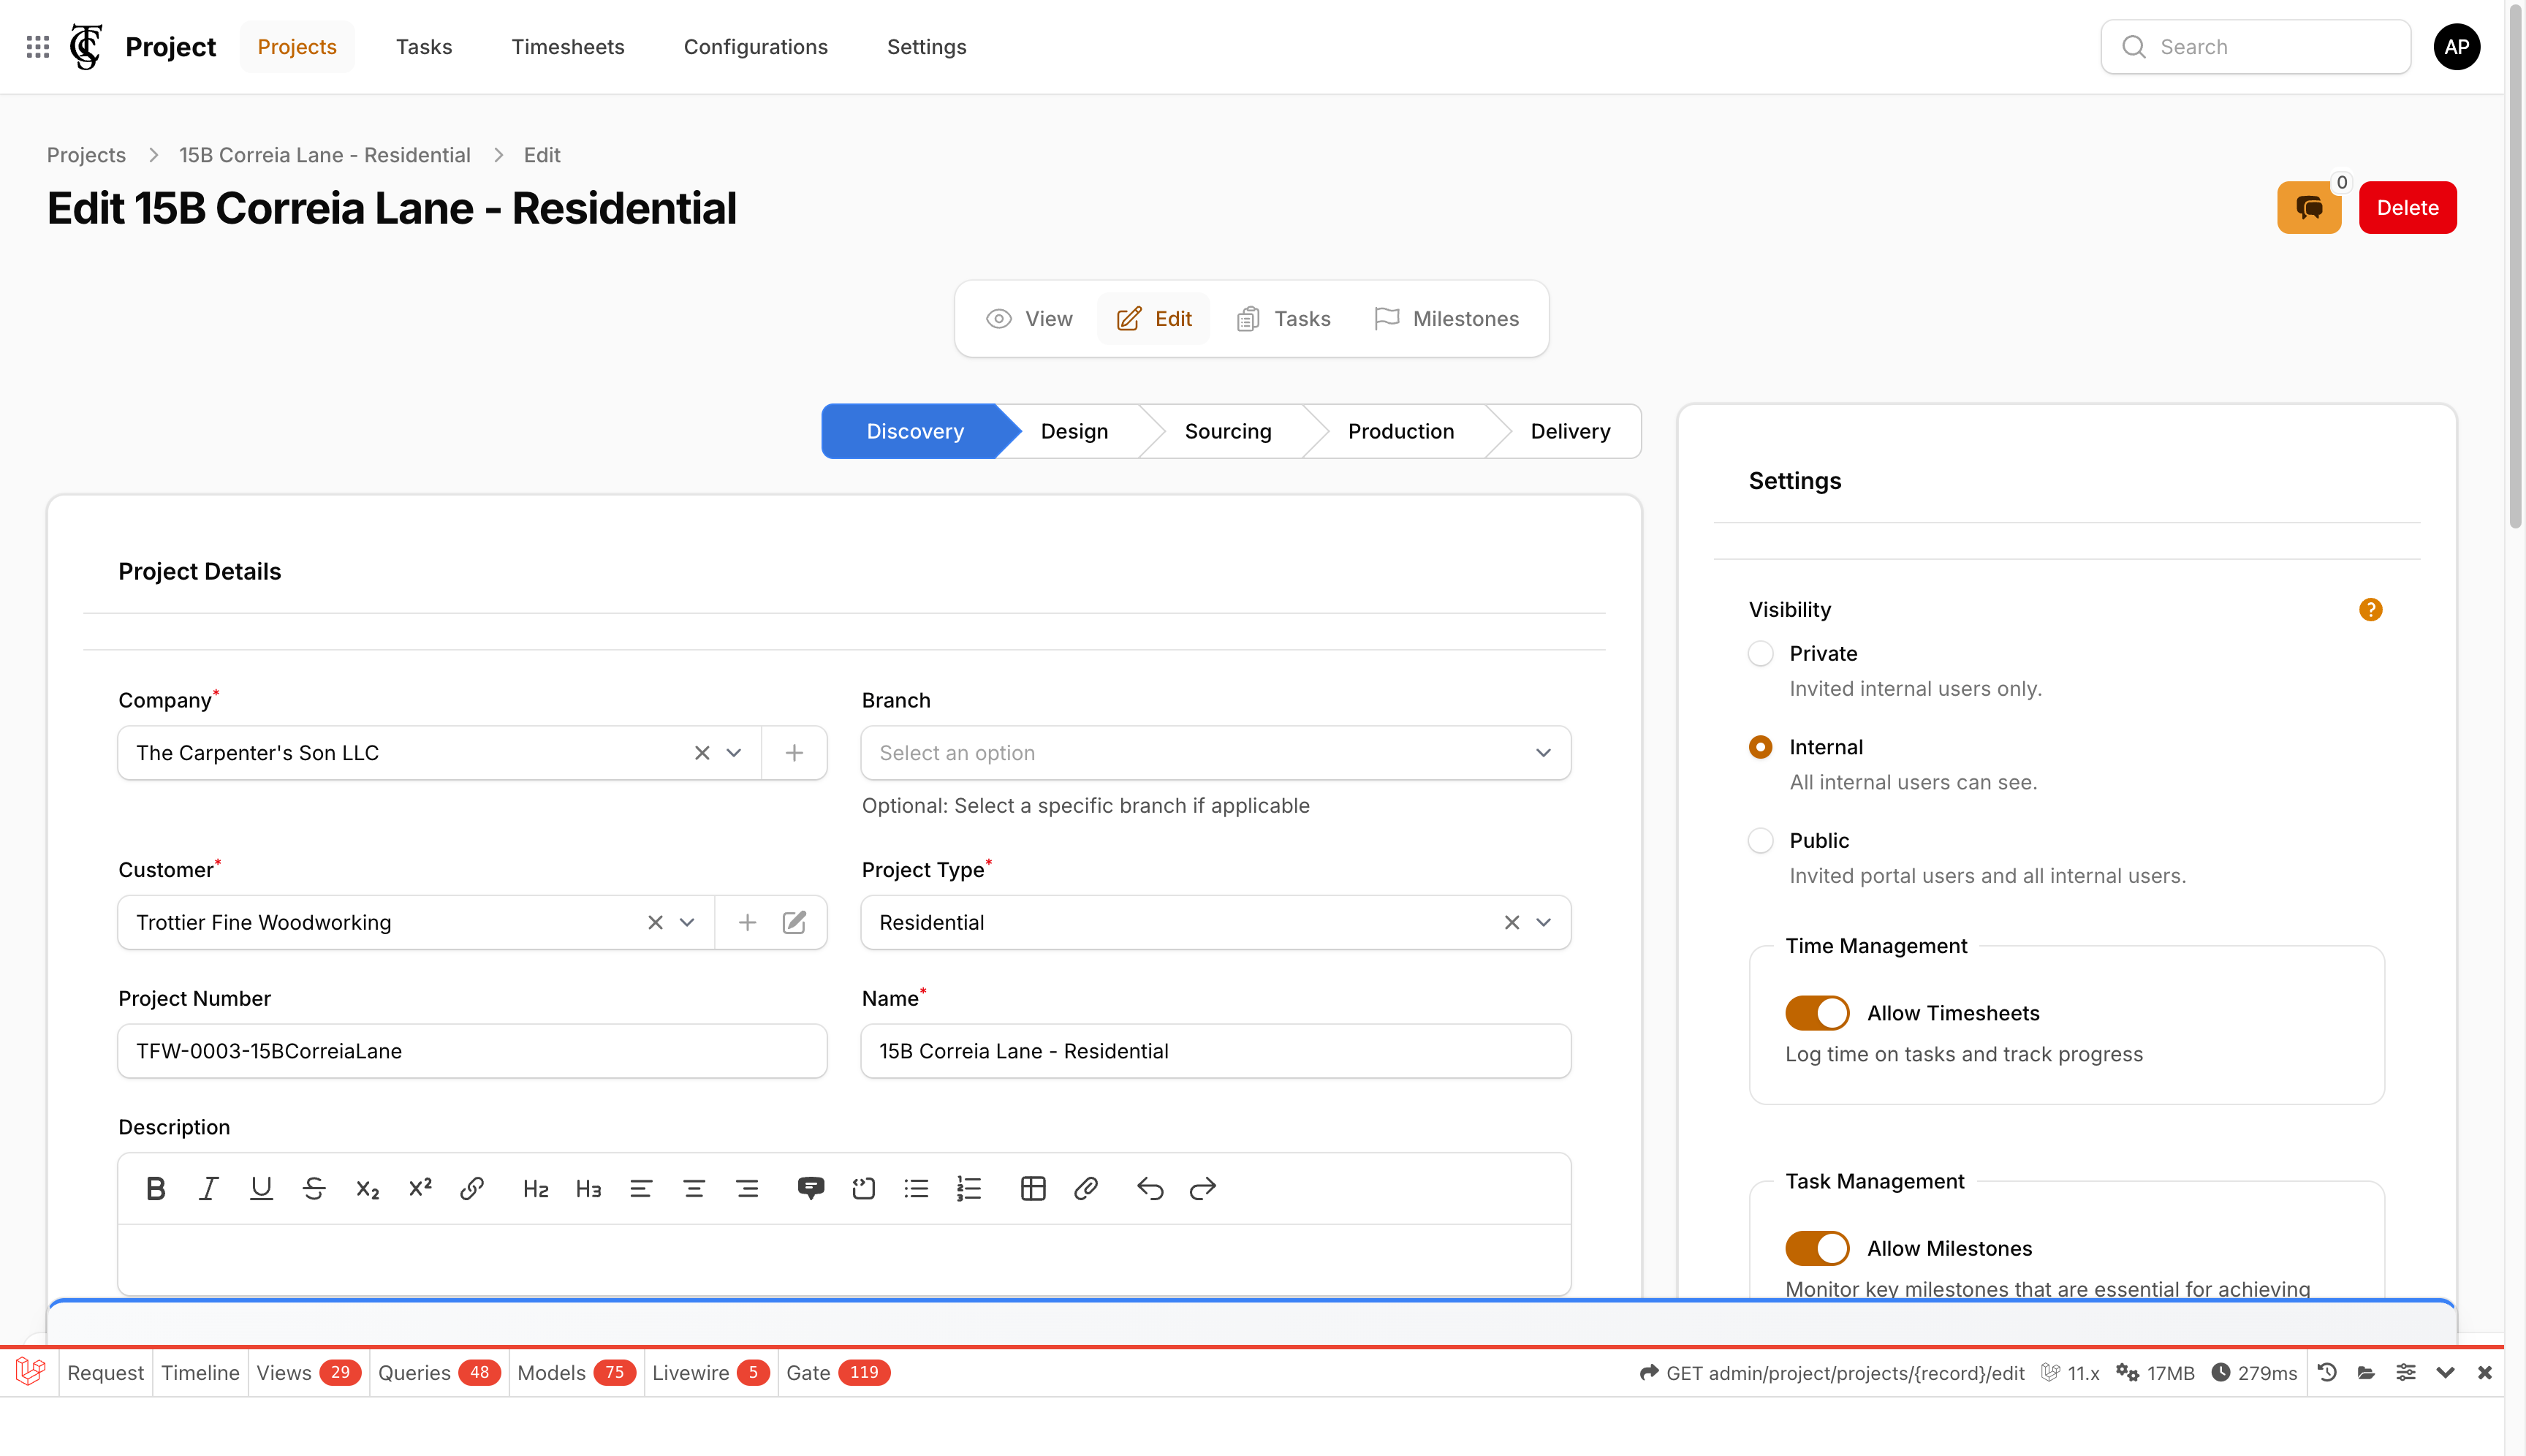 Project
Projects
Tasks
Timesheets
Configurations
Settings
Search
AP
Projects
15B Correia Lane - Residential
Edit
Edit 15B Correia Lane - Residential
0
Delete
View
Edit
Tasks
Milestones
Discovery
Design
Sourcing
Production
Delivery
Project Details
Company*
The Carpenter's Son LLC
Branch
Select an option
Optional: Select a specific branch if applicable
Customer*
Trottier Fine Woodworking
Project Type*
Residential
Project Number
TFW-0003-15BCorreiaLane
Name*
15B Correia Lane - Residential
Description
H2
H3
Settings
Visibility
?
Private
Invited internal users only.
Internal
All internal users can see.
Public
Invited portal users and all internal users.
Time Management
Allow Timesheets
Log time on tasks and track progress
Task Management
Allow Milestones
Monitor key milestones that are essential for achieving
Request
Timeline
Views 29
Queries 48
Models 75
Livewire 5
Gate 119
GET admin/project/projects/{record}/edit
11.x
17MB
279ms